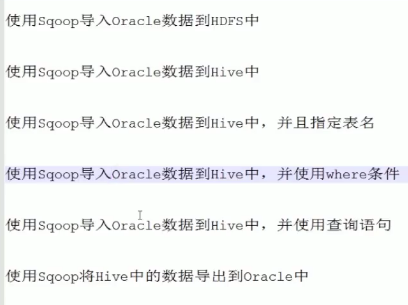 使用Sqoop导入Oracle数据到HDFS中
使用Sqoop导入Oracle数据到Hive中
使用Sqoop导入Oracle数据到Hive中，并且指定表名
使用Sqoop导入Oracle数据到Hive中，并使用where条件
使用Sqoop导入Oracle数据到Hive中，并使用查询语句
使用Sqoop将Hive中的数据导出到Oracle中